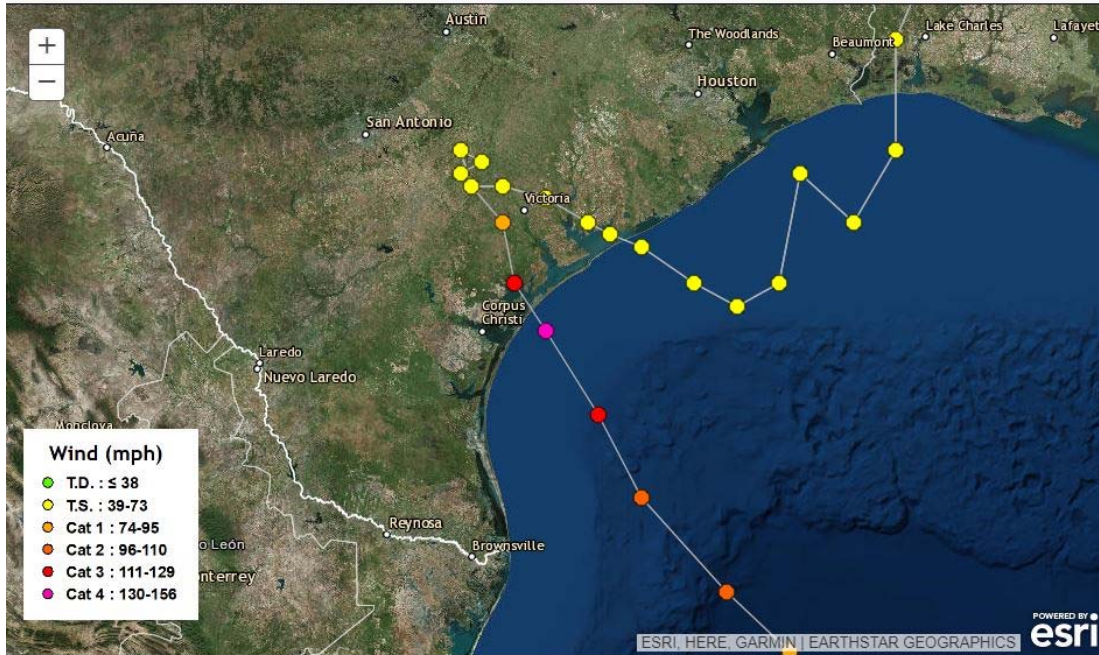 Austin
Lake Charles
Lafayet
The Woodlands
Beaumont
+
−
Houston
San Antonio
Acuña
Victoria
Corpus
Christi
Laredo
Nuevo Laredo
Monclova
Wind (mph)
T.D. : ≤ 38
T.S. : 39-73
Cat 1 : 74-95
Cat 2 : 96-110
Cat 3 : 111-129
Cat 4 : 130-156
Reynosa
Brownsville
o León
onterrey
ESRI, HERE, GARMIN | EARTHSTAR GEOGRAPHICS
POWERED BY
esri